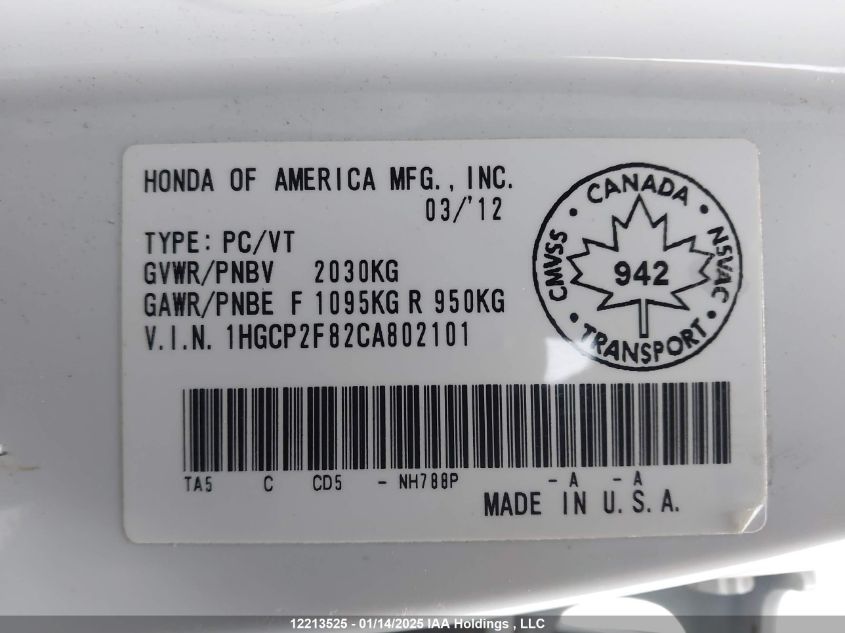 HONDA OF AMERICA MFG., INC.
03/'12
TYPE: PC/VT
GVWR/PNBV 2030KG
GAWR/PNBE F 1095KG R 950KG
V.I.N. 1HGCP2F82CA802101
CANADA
CMVSS
942
NSVAC
TRANSPORT
TA5 C CD5 - NH788P - A - A
MADE IN U.S.A.
12213525 - 01/14/2025 IAA Holdings , LLC